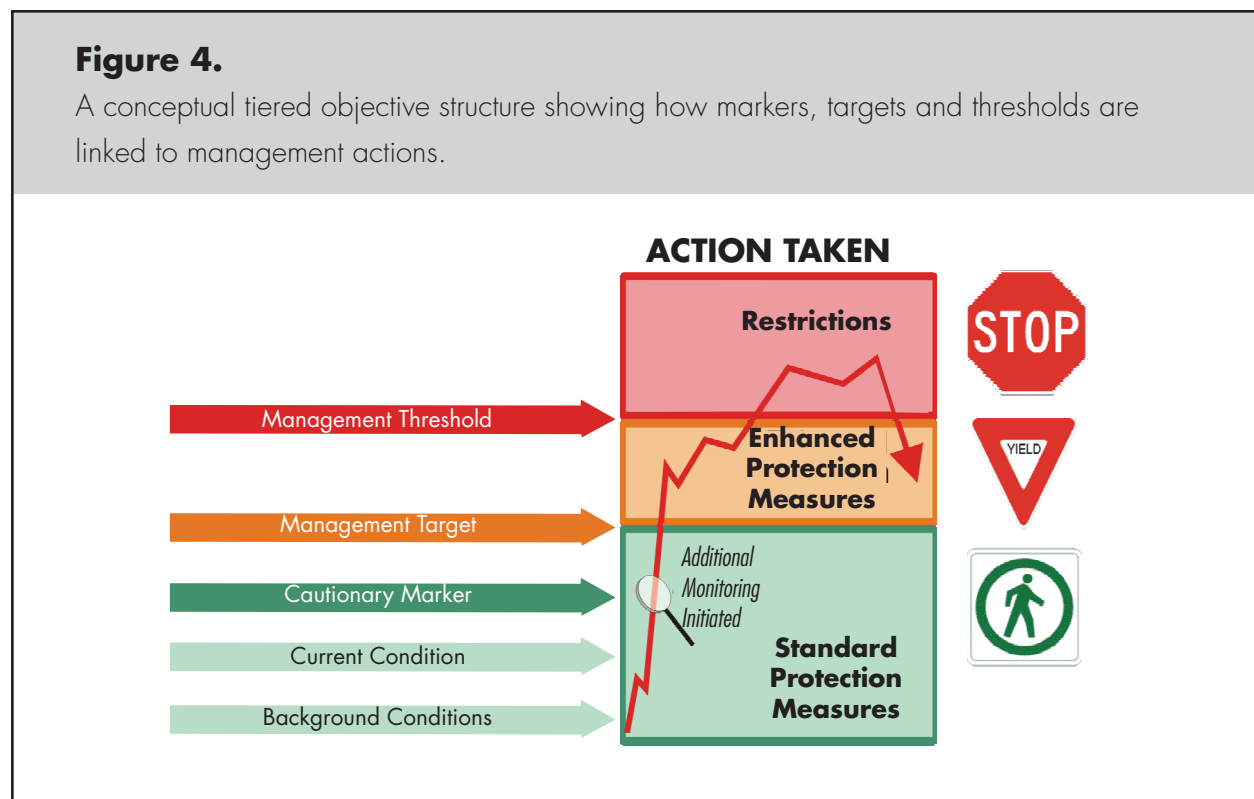 Figure 4.
A conceptual tiered objective structure showing how markers, targets and thresholds are
linked to management actions.
ACTION TAKEN
Restrictions
STOP
Management Threshold
Enhanced
Protection
Measures
YIELD
Management Target
Additional
Monitoring
Initiated
Cautionary Marker
Current Condition
Standard
Protection
Measures
Background Conditions